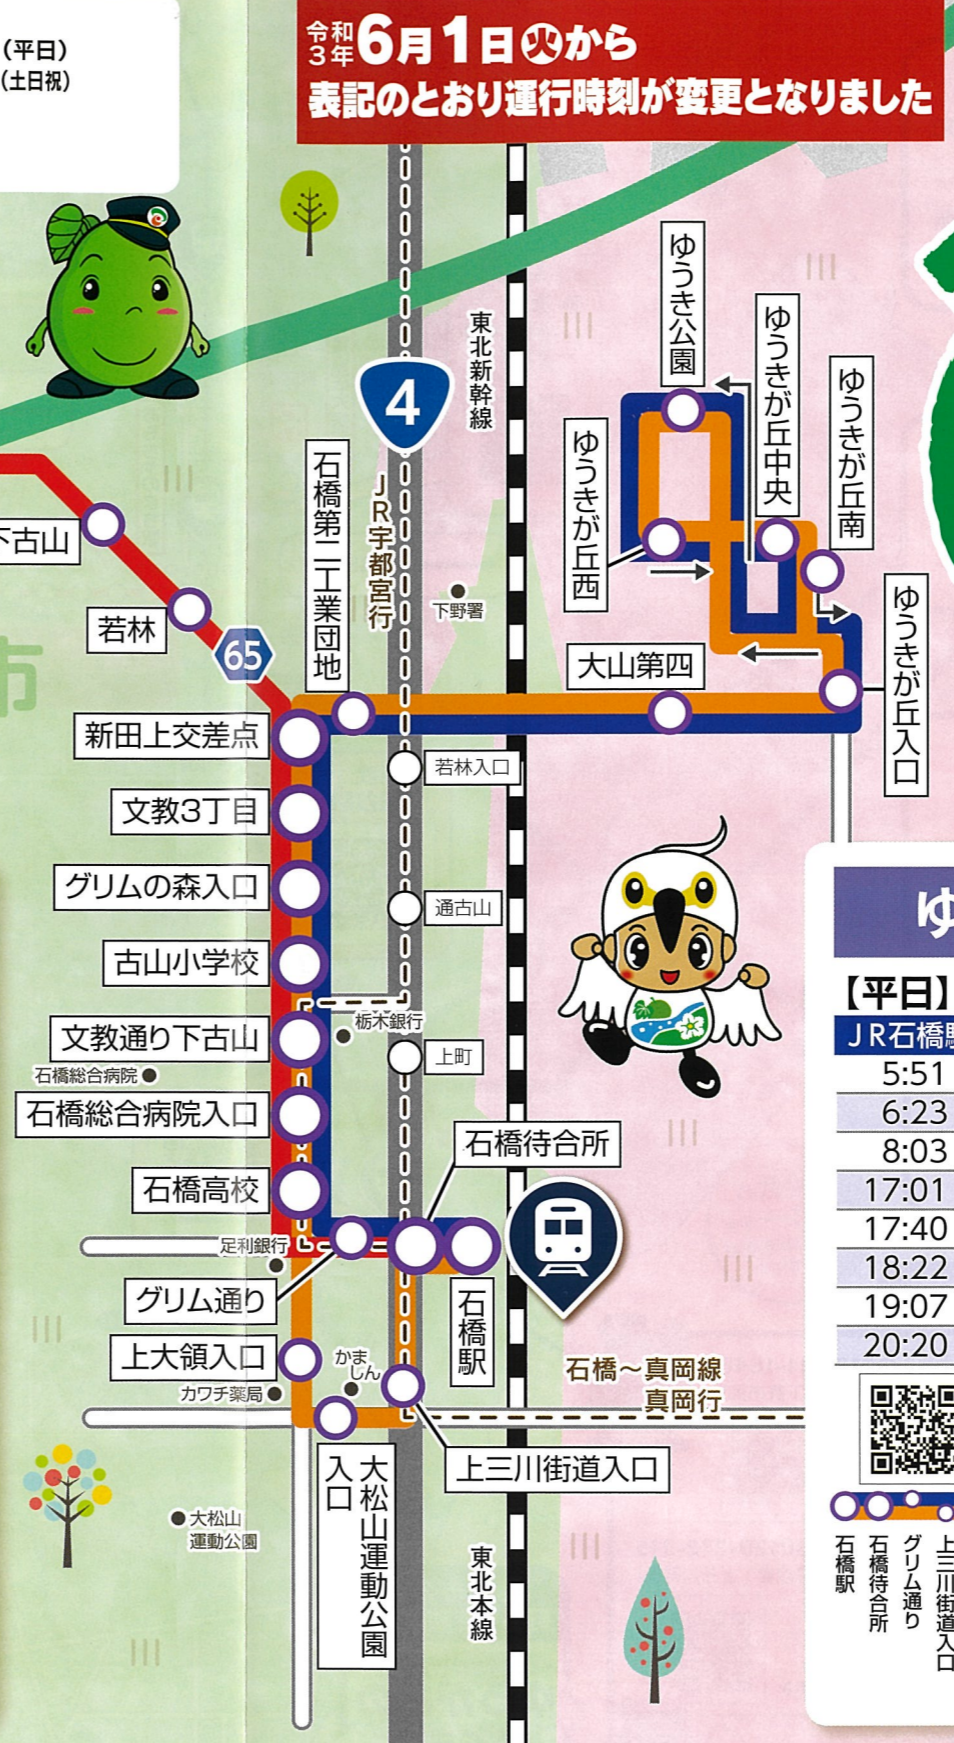 (平日)
(土日祝)
令和3年6月1日火から
表記のとおり運行時刻が変更となりました
東北新幹線
4
JR宇都宮行
ゆうき公園
ゆうきが丘中央
ゆうきが丘南
ゆうきが丘西
ゆうきが丘入口
石橋第二工業団地
下野署
大山第四
下古山
若林
65
市
新田上交差点
若林入口
文教3丁目
グリムの森入口
通古山
古山小学校
栃木銀行
文教通り下古山
上町
石橋総合病院
石橋総合病院入口
石橋待合所
石橋高校
足利銀行
グリム通り
石橋駅
上大領入口
かましん
カワチ薬局
石橋～真岡線
真岡行
上三川街道入口
大松山運動公園入口
大松山
運動公園
東北本線
ゆ
【平日】
JR石橋駅
5:51
6:23
8:03
17:01
17:40
18:22
19:07
20:20
石橋駅
石橋待合所
グリム通り
上三川街道入口